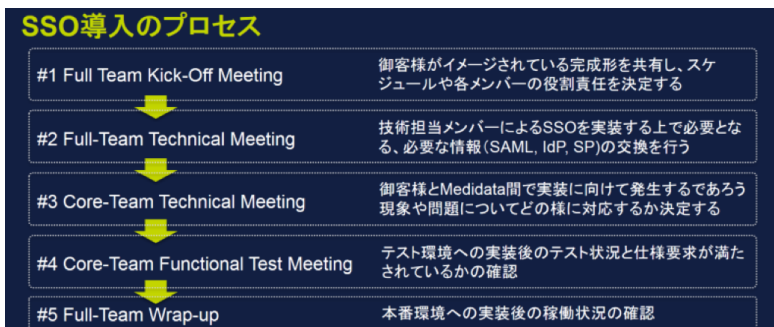 SSO導入のプロセス
#1 Full Team Kick-Off Meeting
御客様がイメージされている完成形を共有し、スケ
ジュールや各メンバーの役割責任を決定する
#2 Full-Team Technical Meeting
技術担当メンバーによるSSOを実装する上で必要とな
る、必要な情報（SAML, IdP, SP)の交換を行う
#3 Core-Team Technical Meeting
御客様とMedidata間で実装に向けて発生するであろう
現象や問題についてどの様に対応するか決定する
#4 Core-Team Functional Test Meeting
テスト環境への実装後のテスト状況と仕様要求が満た
されているかの確認
#5 Full-Team Wrap-up
本番環境への実装後の稼働状況の確認